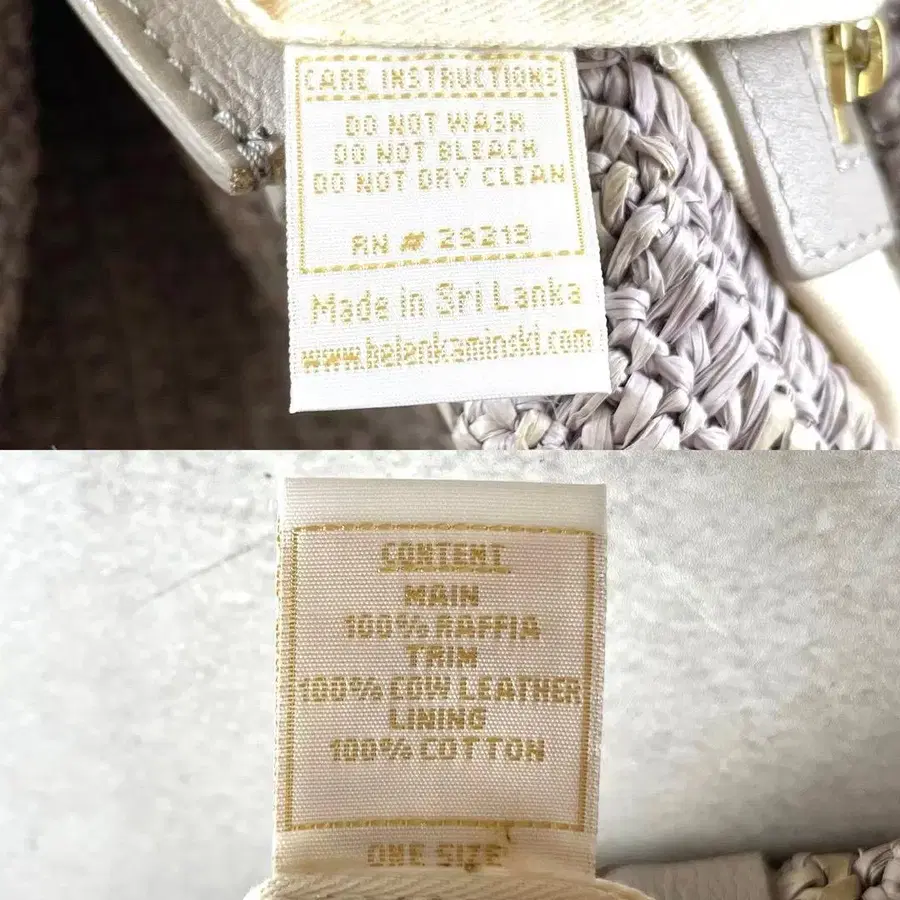 CARE INSTRUCTIONS
DO NOT WASH
DO NOT BLEACH
DO NOT DRY CLEAN
RN # 29219
Made in Sri Lanka
www.helenkaminski.com
CONTENT
MAIN
100% RAFFIA
TRIM
100% COW LEATHER
LINING
100% COTTON
ONE SIZE